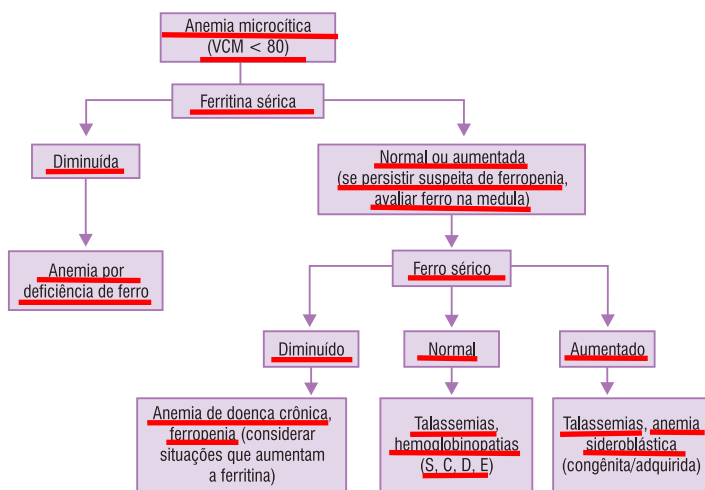 Anemia microcítica
(VCM < 80)
Ferritina sérica
Diminuída
Normal ou aumentada
(se persistir suspeita de ferropenia,
avaliar ferro na medula)
Anemia por
deficiência de ferro
Ferro sérico
Diminuído
Normal
Aumentado
Anemia de doença crônica,
ferropenia (considerar
situações que aumentam
a ferritina)
Talassemias,
hemoglobinopatias
(S, C, D, E)
Talassemias, anemia
sideroblástica
(congênita/adquirida)